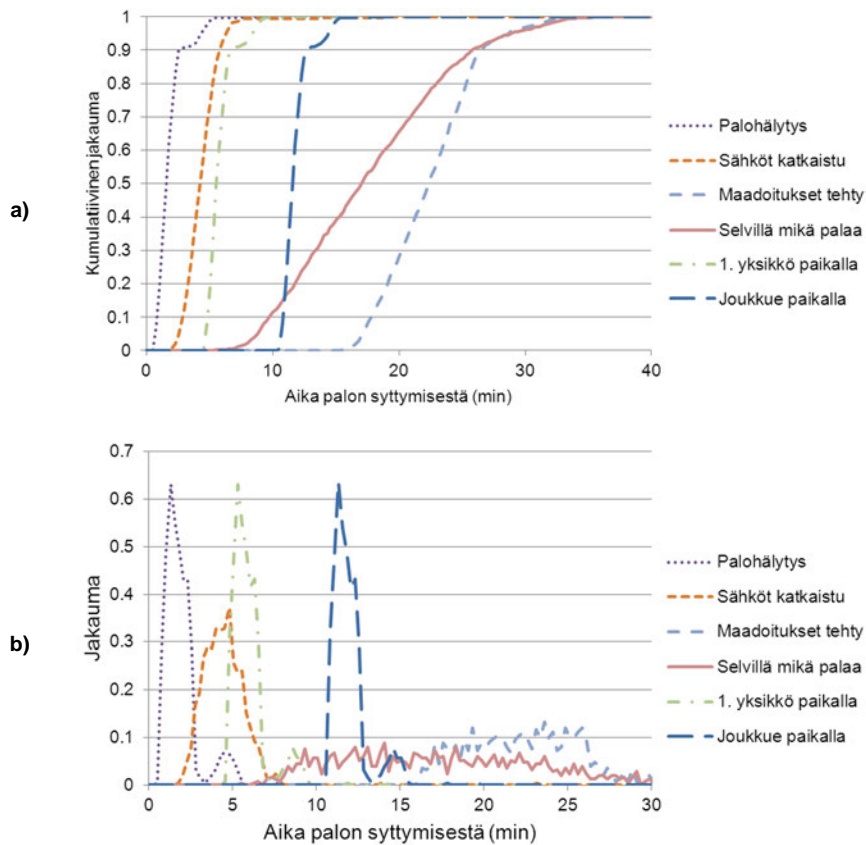 a)
Kumulatiivinen jakauma
1
0.9
0.8
0.7
0.6
0.5
0.4
0.3
0.2
0.1
0
0 10 20 30 40
Aika palon syttymisestä (min)
Palohälytys
Sähköt katkaistu
Maadoitukset tehty
Selvillä mikä palaa
1. yksikkö paikalla
Joukkue paikalla
b)
Jakauma
0.7
0.6
0.5
0.4
0.3
0.2
0.1
0
0 5 10 15 20 25 30
Aika palon syttymisestä (min)
Palohälytys
Sähköt katkaistu
Maadoitukset tehty
Selvillä mikä palaa
1. yksikkö paikalla
Joukkue paikalla